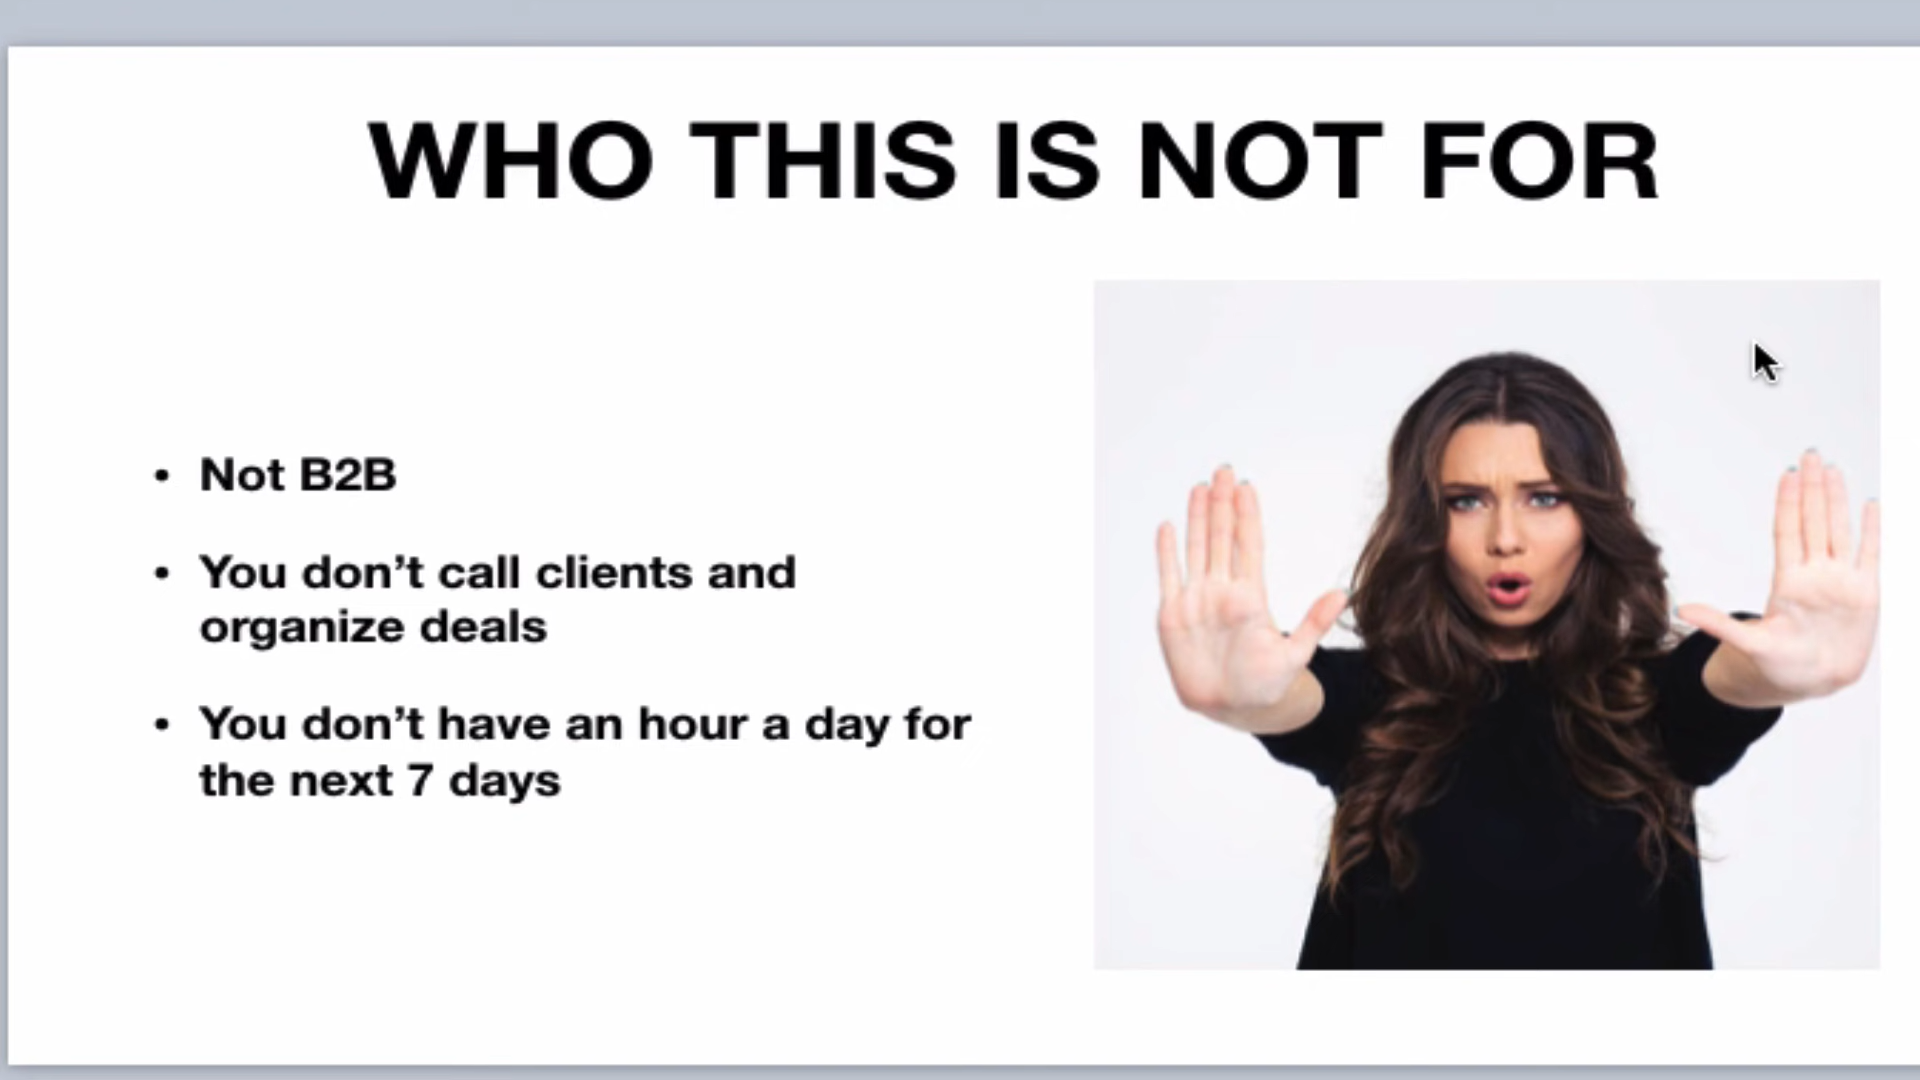 WHO THIS IS NOT FOR
• Not B2B
• You don’t call clients and
organize deals
• You don’t have an hour a day for
the next 7 days